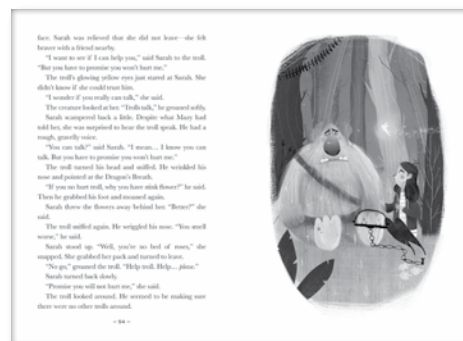 face. Sarah was relieved that she did not leave—she felt
braver with a friend nearby.
“I want to see if I can help you,” said Sarah to the troll.
“But you have to promise you won’t hurt me.”
The troll’s glowing yellow eyes just stared at Sarah. She
didn’t know if she could trust him.
“I wonder if you really can talk,” she said.
The creature looked at her. “Trolls talk,” he groaned softly.
Sarah scampered back a little. Despite what Mary had
told her, she was surprised to hear the troll speak. He had a
rough, gravelly voice.
“You can talk?” said Sarah. “I mean... I know you can
talk. But you have to promise you won’t hurt me.”
The troll turned his head and sniffed. He wrinkled his
nose and pointed at the Dragon’s Breath.
“If you no hurt troll, why you have stink flower?” he said.
Then he grabbed his foot and moaned again.
Sarah threw the flowers away behind her. “Better?” she
said.
The troll sniffed again. He wriggled his nose. “You smell
worse,” he said.
Sarah stood up. “Well, you’re no bed of roses,” she
snapped. She grabbed her pack and turned to leave.
“No go,” groaned the troll. “Help troll. Help... please.”
Sarah turned back slowly.
“Promise you will not hurt me,” she said.
The troll looked around. He seemed to be making sure
there were no other trolls around.
~ 94 ~